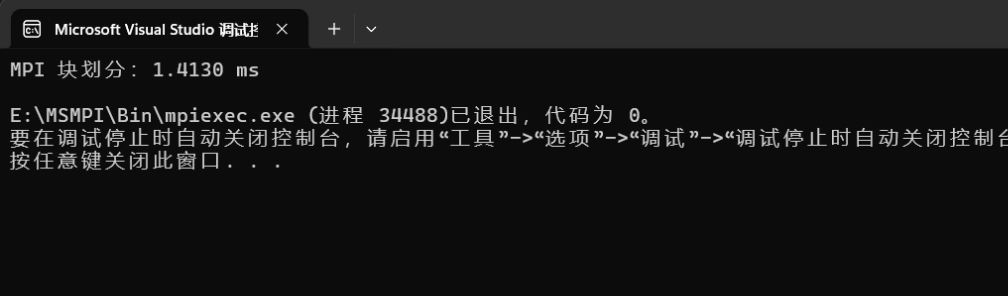 Microsoft Visual Studio 调试
MPI 块划分：1.4130 ms
E:\MSMPI\Bin\mpiexec.exe (进程 34488)已退出，代码为 0。
要在调试停止时自动关闭控制台，请启用“工具”->“选项”->“调试”->“调试停止时自动关闭控制台
按任意键关闭此窗口. . .